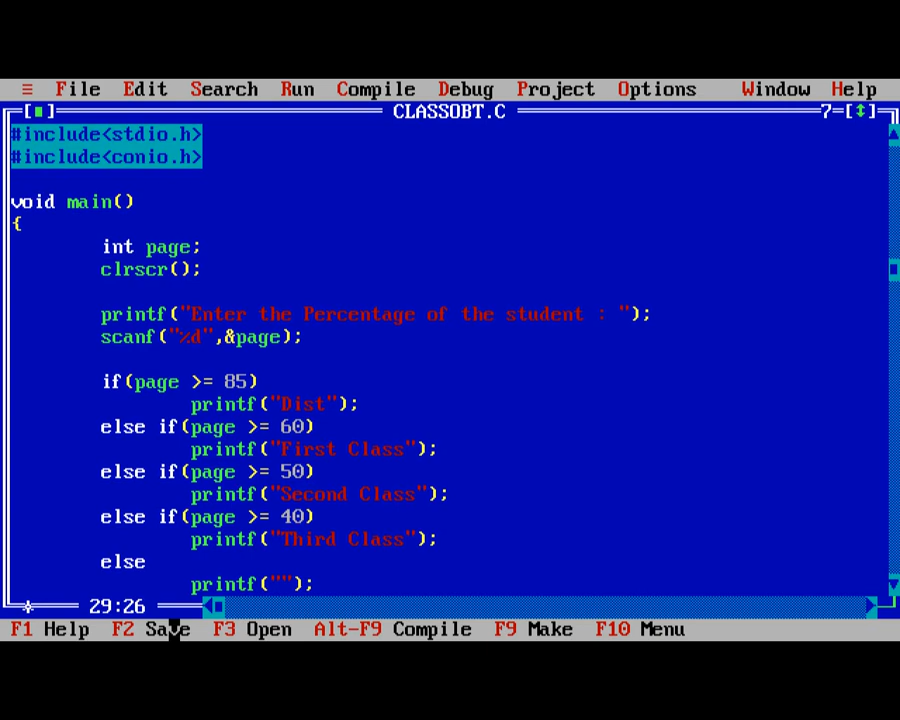 ≡ File Edit Search Run Compile Debug Project Options Window Help
[■] CLASSOBT.C 7=[↕]
#include<stdio.h>
#include<conio.h>
void main()
{
int page;
clrscr();
printf("Enter the Percentage of the student : ");
scanf("%d",&page);
if(page >= 85)
printf("Dist");
else if(page >= 60)
printf("First Class");
else if(page >= 50)
printf("Second Class");
else if(page >= 40)
printf("Third Class");
else
printf("");
29:26
F1 Help F2 Save F3 Open Alt-F9 Compile F9 Make F10 Menu